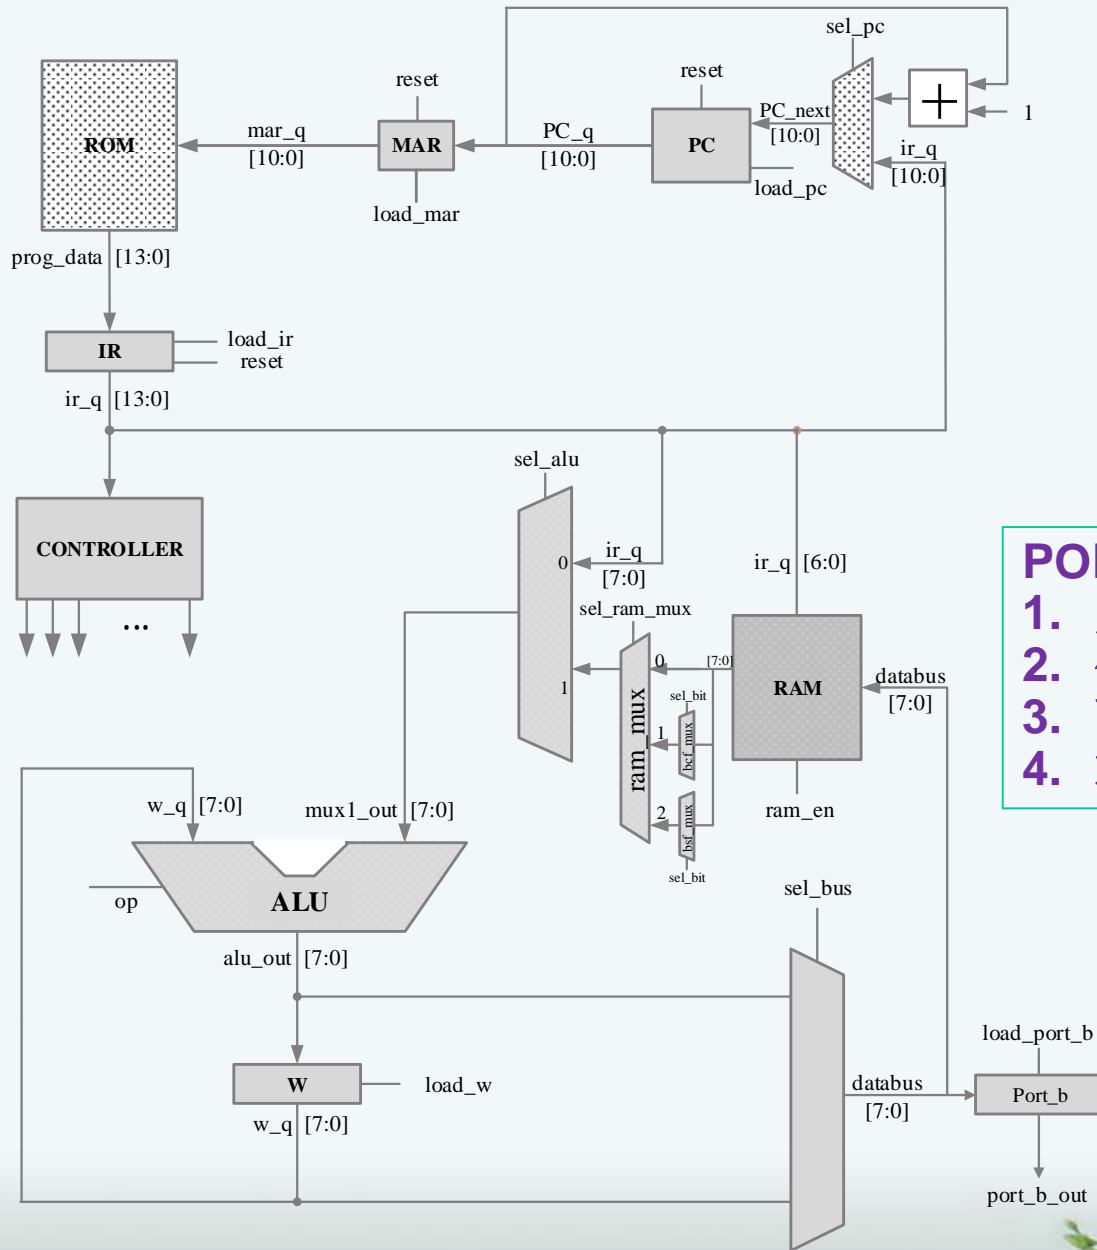 sel_pc
reset
reset
1
PC_next
[10:0]
ROM
mar_q
[10:0]
MAR
PC_q
[10:0]
PC
ir_q
[10:0]
load_mar
load_pc
prog_data [13:0]
IR
load_ir
reset
ir_q [13:0]
sel_alu
CONTROLLER
...
0
ir_q
[7:0]
ir_q [6:0]
sel_ram_mux
0
[7:0]
1
ram_mux
sel_bit
1
bcf_mux
2
bsf_mux
sel_bit
RAM
databus
[7:0]
ram_en
1.
2.
3.
4.
w_q [7:0]
mux1_out [7:0]
op
ALU
alu_out [7:0]
sel_bus
W
load_w
w_q [7:0]
databus
[7:0]
load_port_b
Port_b
port_b_out